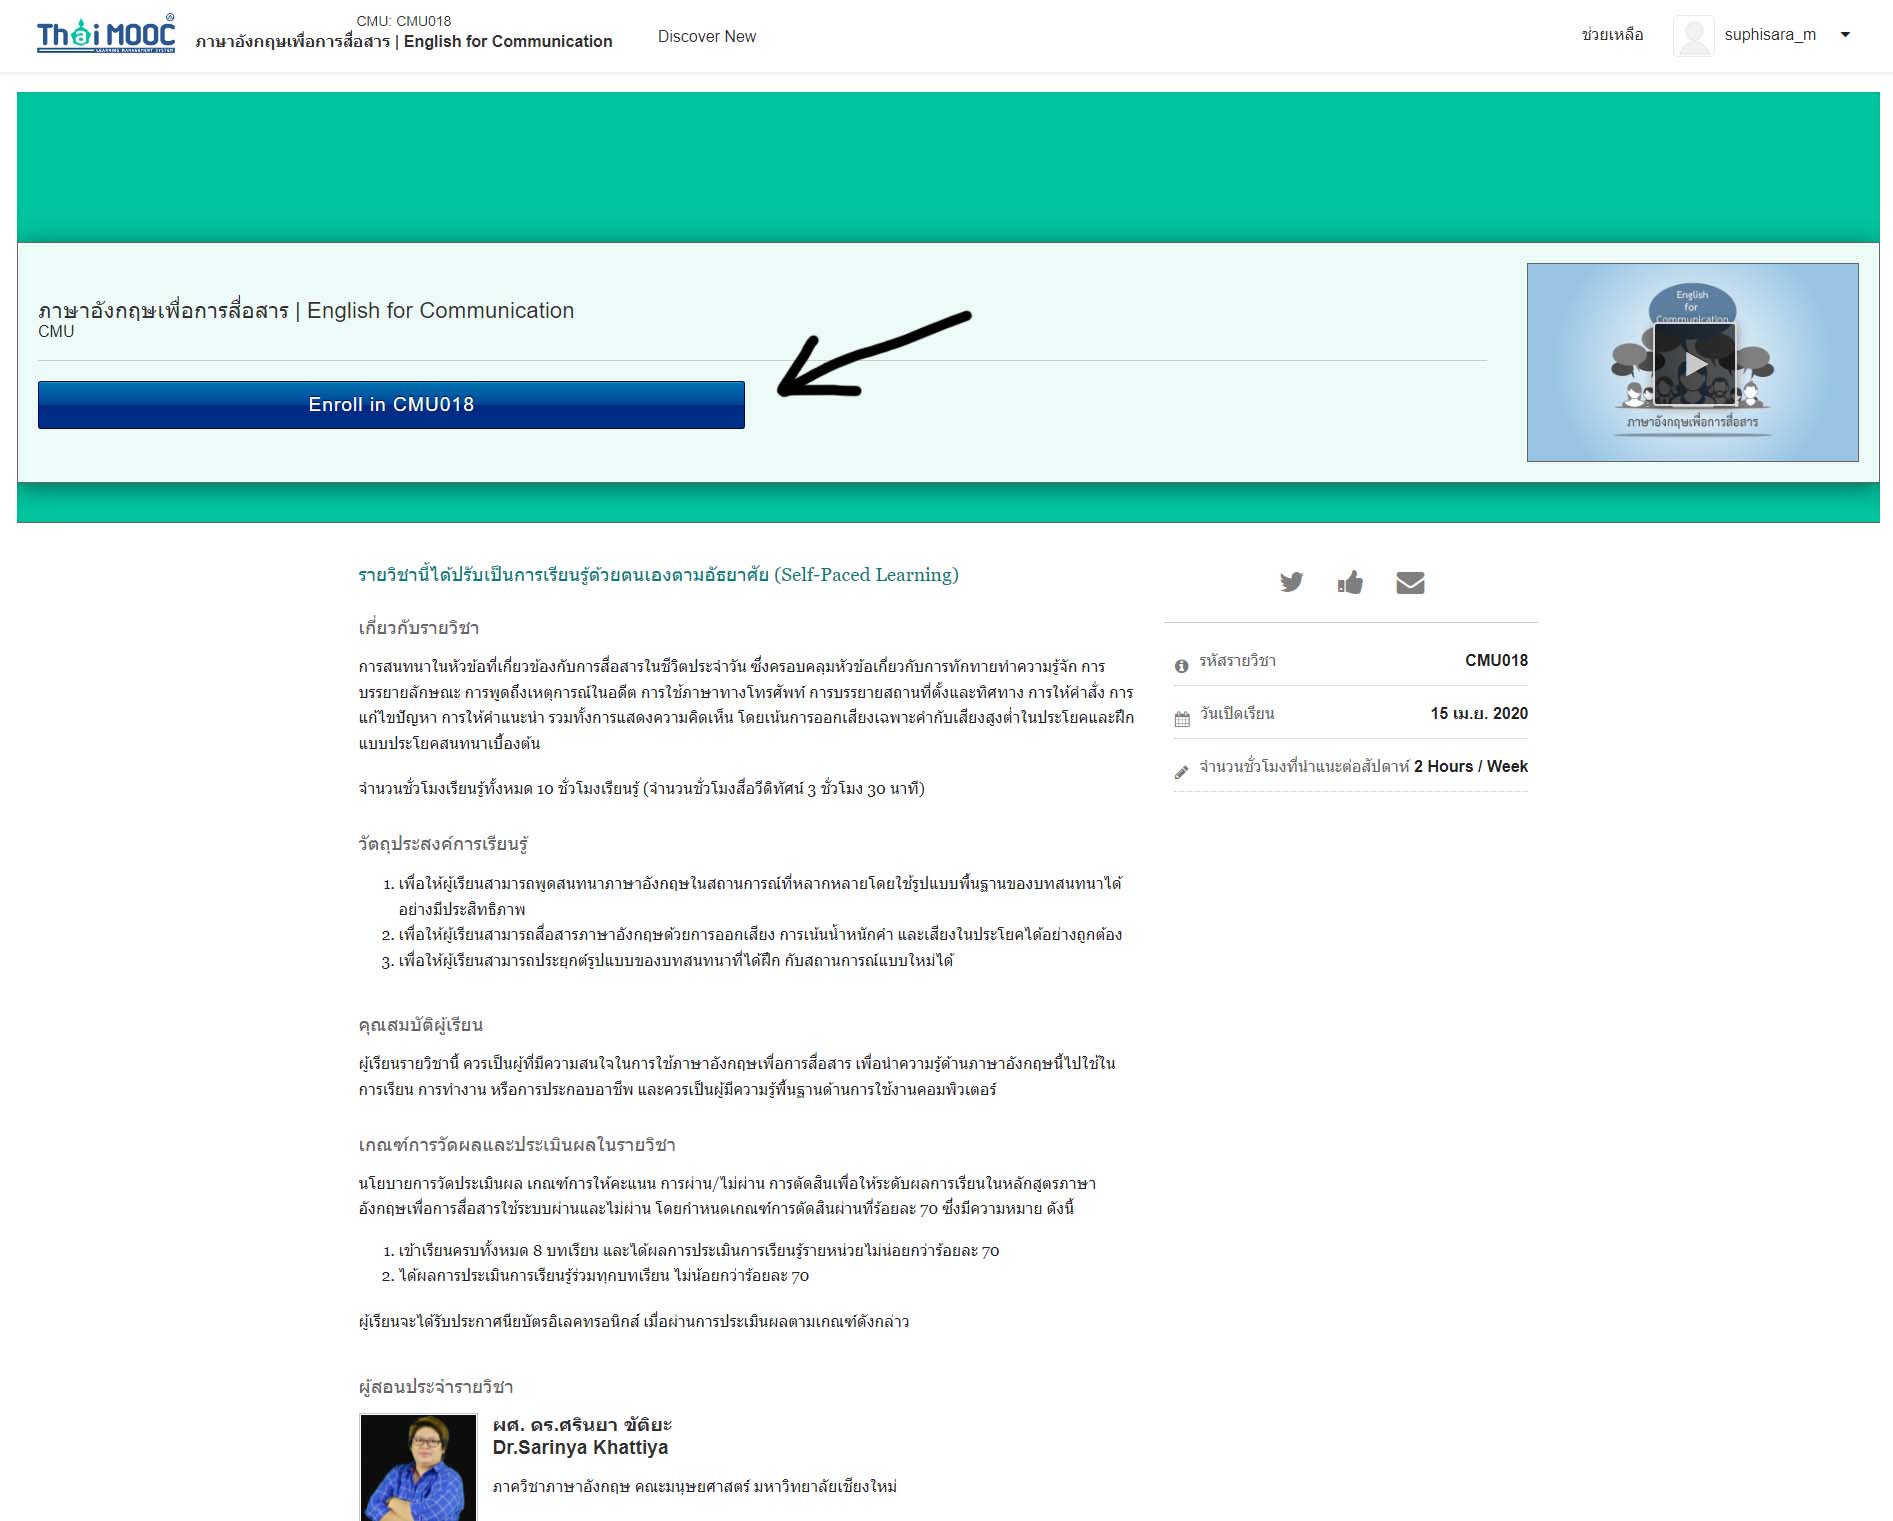 Thai MOOC
LEARNING MANAGEMENT SYSTEM
CMU: CMU018
ภาษาอังกฤษเพื่อการสื่อสาร | English for Communication
Discover New
ช่วยเหลือ
suphisara_m
ภาษาอังกฤษเพื่อการสื่อสาร | English for Communication
CMU
Enroll in CMU018
English
for
Communication
ภาษาอังกฤษเพื่อการสื่อสาร
รายวิชานี้ได้ปรับเป็นการเรียนรู้ด้วยตนเองตามอัธยาศัย (Self-Paced Learning)
เกี่ยวกับรายวิชา
การสนทนาในหัวข้อที่เกี่ยวข้องกับการสื่อสารในชีวิตประจำวัน ซึ่งครอบคลุมหัวข้อเกี่ยวกับการทักทายทำความรู้จัก การ
บรรยายลักษณะ การพูดถึงเหตุการณ์ในอดีต การใช้ภาษาทางโทรศัพท์ การบรรยายสถานที่ตั้งและทิศทาง การให้คำสั่ง การ
แก้ไขปัญหา การให้คำแนะนำ รวมทั้งการแสดงความคิดเห็น โดยเน้นการออกเสียงเฉพาะคำกับเสียงสูงต่ำในประโยคและฝึก
แบบประโยคสนทนาเบื้องต้น
จำนวนชั่วโมงเรียนรู้ทั้งหมด 10 ชั่วโมงเรียนรู้ (จำนวนชั่วโมงสื่อวีดิทัศน์ 3 ชั่วโมง 30 นาที)
วัตถุประสงค์การเรียนรู้
1. เพื่อให้ผู้เรียนสามารถพูดสนทนาภาษาอังกฤษในสถานการณ์ที่หลากหลายโดยใช้รูปแบบพื้นฐานของบทสนทนาได้
อย่างมีประสิทธิภาพ
2. เพื่อให้ผู้เรียนสามารถสื่อสารภาษาอังกฤษด้วยการออกเสียง การเน้นน้ำหนักคำ และเสียงในประโยคได้อย่างถูกต้อง
3. เพื่อให้ผู้เรียนสามารถประยุกต์รูปแบบของบทสนทนาที่ได้ฝึก กับสถานการณ์แบบใหม่ได้
คุณสมบัติผู้เรียน
ผู้เรียนรายวิชานี้ ควรเป็นผู้ที่มีความสนใจในการใช้ภาษาอังกฤษเพื่อการสื่อสาร เพื่อนำความรู้ด้านภาษาอังกฤษนี้ไปใช้ใน
การเรียน การทำงาน หรือการประกอบอาชีพ และควรเป็นผู้มีความรู้พื้นฐานด้านการใช้งานคอมพิวเตอร์
เกณฑ์การวัดผลและประเมินผลในรายวิชา
นโยบายการวัดประเมินผล เกณฑ์การให้คะแนน การผ่าน/ไม่ผ่าน การตัดสินเพื่อให้ระดับผลการเรียนในหลักสูตรภาษา
อังกฤษเพื่อการสื่อสารใช้ระบบผ่านและไม่ผ่าน โดยกำหนดเกณฑ์การตัดสินผ่านที่ร้อยละ 70 ซึ่งมีความหมาย ดังนี้
1. เข้าเรียนครบทั้งหมด 8 บทเรียน และได้ผลการประเมินการเรียนรู้รายหน่วยไม่น่อยกว่าร้อยละ 70
2. ได้ผลการประเมินการเรียนรู้ร่วมทุกบทเรียน ไม่น้อยกว่าร้อยละ 70
ผู้เรียนจะได้รับประกาศนียบัตรอิเลคทรอนิกส์ เมื่อผ่านการประเมินผลตามเกณฑ์ดังกล่าว
ผู้สอนประจำรายวิชา
ผศ. ดร.ศรินยา ขัติยะ
Dr.Sarinya Khattiya
ภาควิชาภาษาอังกฤษ คณะมนุษยศาสตร์ มหาวิทยาลัยเชียงใหม่
รหัสรายวิชา CMU018
วันเปิดเรียน 15 เม.ย. 2020
จำนวนชั่วโมงที่นำแนะต่อสัปดาห์ 2 Hours / Week